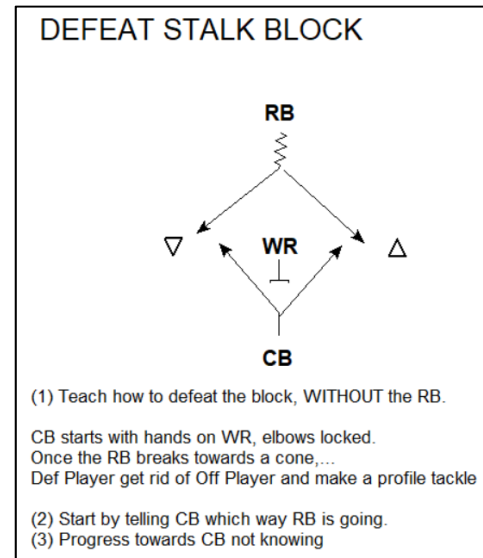 DEFEAT STALK BLOCK
RB
WR
CB
(1) Teach how to defeat the block, WITHOUT the RB.
CB starts with hands on WR, elbows locked.
Once the RB breaks towards a cone,...
Def Player get rid of Off Player and make a profile tackle
(2) Start by telling CB which way RB is going.
(3) Progress towards CB not knowing